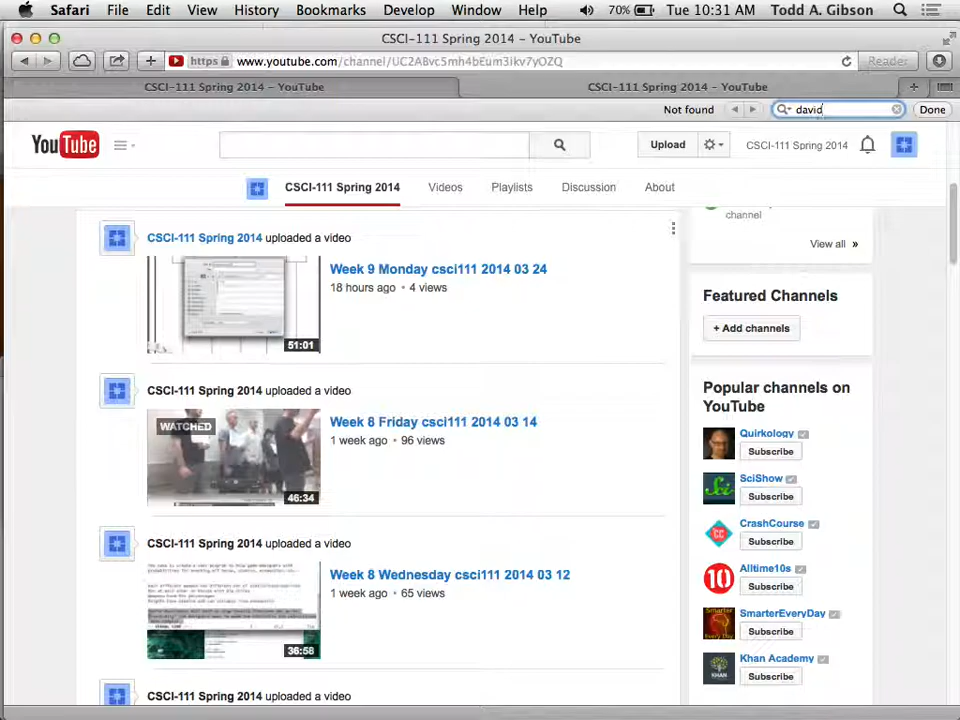 Safari File Edit View History Bookmarks Develop Window Help 70% Tue 10:31 AM Todd A. Gibson
CSCI-111 Spring 2014 – YouTube
https www.youtube.com/channel/UC2ABvc5mh4bEum3ikv7yOZQ Reader
CSCI-111 Spring 2014 – YouTube CSCI-111 Spring 2014 – YouTube
Not found david Done
YouTube Upload CSCI-111 Spring 2014
CSCI-111 Spring 2014 Videos Playlists Discussion About
channel
View all »
CSCI-111 Spring 2014 uploaded a video
Week 9 Monday csci111 2014 03 24
18 hours ago • 4 views
51:01
CSCI-111 Spring 2014 uploaded a video
WATCHED
Week 8 Friday csci111 2014 03 14
1 week ago • 96 views
46:34
CSCI-111 Spring 2014 uploaded a video
Week 8 Wednesday csci111 2014 03 12
1 week ago • 65 views
36:58
CSCI-111 Spring 2014 uploaded a video
Featured Channels
+ Add channels
Popular channels on
YouTube
Quirkology
Subscribe
SciShow
Subscribe
CrashCourse
Subscribe
Alltime10s
Subscribe
SmarterEveryDay
Subscribe
Khan Academy
Subscribe